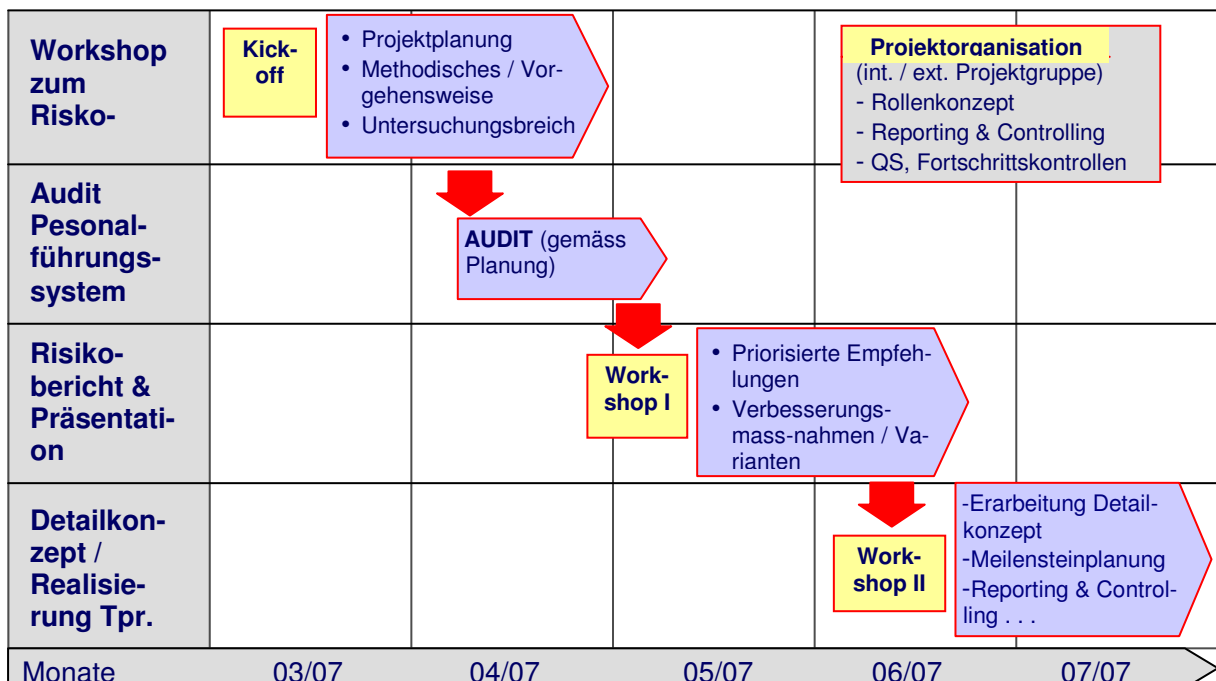 Workshop
zum
Risko-
Kick-
off
• Projektplanung
• Methodisches / Vor-
gehensweise
• Untersuchungsbreich
Projektorganisation
(int. / ext. Projektgruppe)
- Rollenkonzept
- Reporting & Controlling
- QS, Fortschrittskontrollen
Audit
Pesonal-
führungs-
system
AUDIT (gemäss
Planung)
Risiko-
bericht &
Präsentati-
on
Work-
shop I
• Priorisierte Empfeh-
lungen
• Verbesserungs-
mass-nahmen / Va-
rianten
Detailkon-
zept /
Realisie-
rung Tpr.
Work-
shop II
-Erarbeitung Detail-
konzept
-Meilensteinplanung
-Reporting & Control-
ling . . .
Monate 03/07 04/07 05/07 06/07 07/07